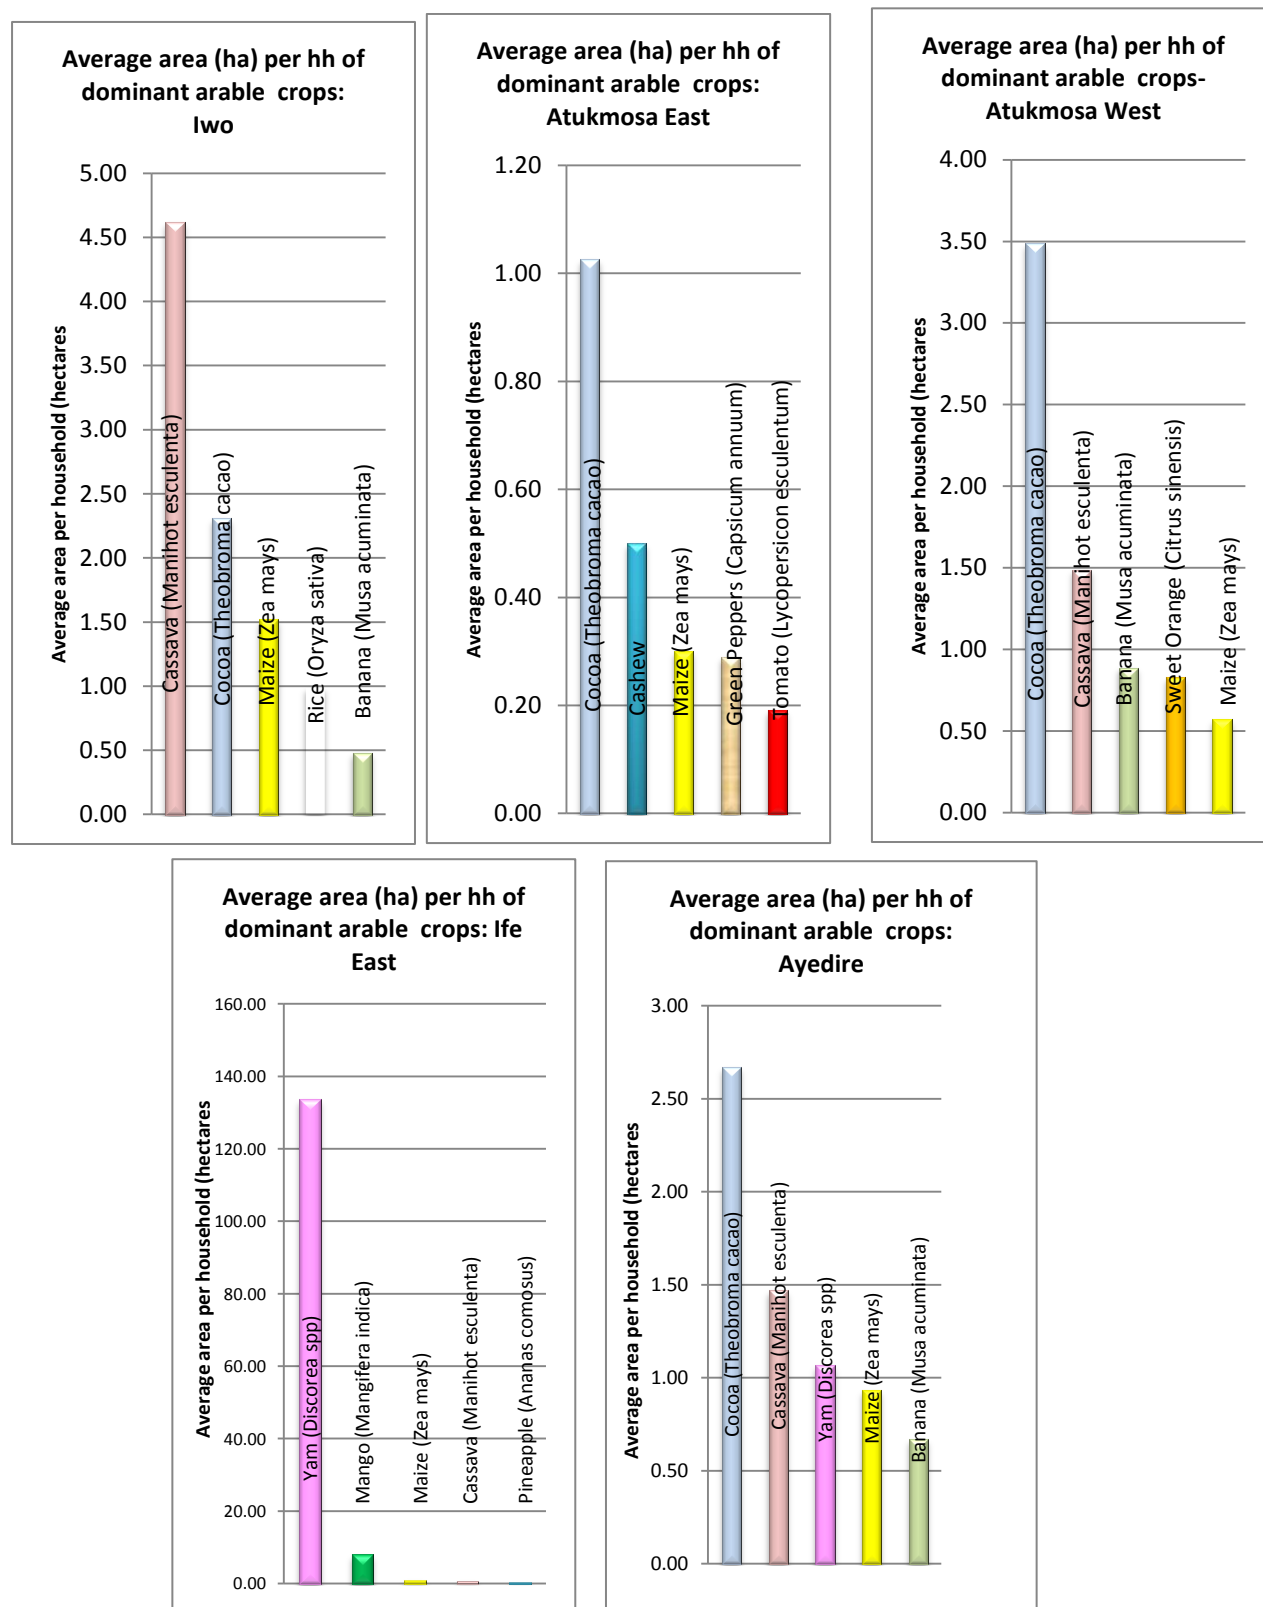 Average area (ha) per hh of
dominant arable crops:
Iwo
Average area per household (hectares
5.00
4.50
4.00
3.50
3.00
2.50
2.00
1.50
1.00
0.50
0.00
Cassava (Manihot esculenta)
Cocoa (Theobroma cacao)
Maize (Zea mays)
Rice (Oryza sativa)
Banana (Musa acuminata)
Average area (ha) per hh of
dominant arable crops:
Atukmosa East
Average area per household (hectares
1.20
1.00
0.80
0.60
0.40
0.20
0.00
Cocoa (Theobroma cacao)
Cashew
Maize (Zea mays)
Green Peppers (Capsicum annuum)
Tomato (Lycopersicon esculentum)
Average area (ha) per hh of
dominant arable crops-
Atukmosa West
Average area per household (hectares
4.00
3.50
3.00
2.50
2.00
1.50
1.00
0.50
0.00
Cocoa (Theobroma cacao)
Cassava (Manihot esculenta)
Banana (Musa acuminata)
Sweet Orange (Citrus sinensis)
Maize (Zea mays)
Average area (ha) per hh of
dominant arable crops: Ife
East
Average area per household (hectares
160.00
140.00
120.00
100.00
80.00
60.00
40.00
20.00
0.00
Yam (Discorea spp)
Mango (Mangifera indica)
Maize (Zea mays)
Cassava (Manihot esculenta)
Pineapple (Ananas comosus)
Average area (ha) per hh of
dominant arable crops:
Ayedire
Average area per household (hectares
3.00
2.50
2.00
1.50
1.00
0.50
0.00
Cocoa (Theobroma cacao)
Cassava (Manihot esculenta)
Yam (Discorea spp)
Maize (Zea mays)
Banana (Musa acuminata)